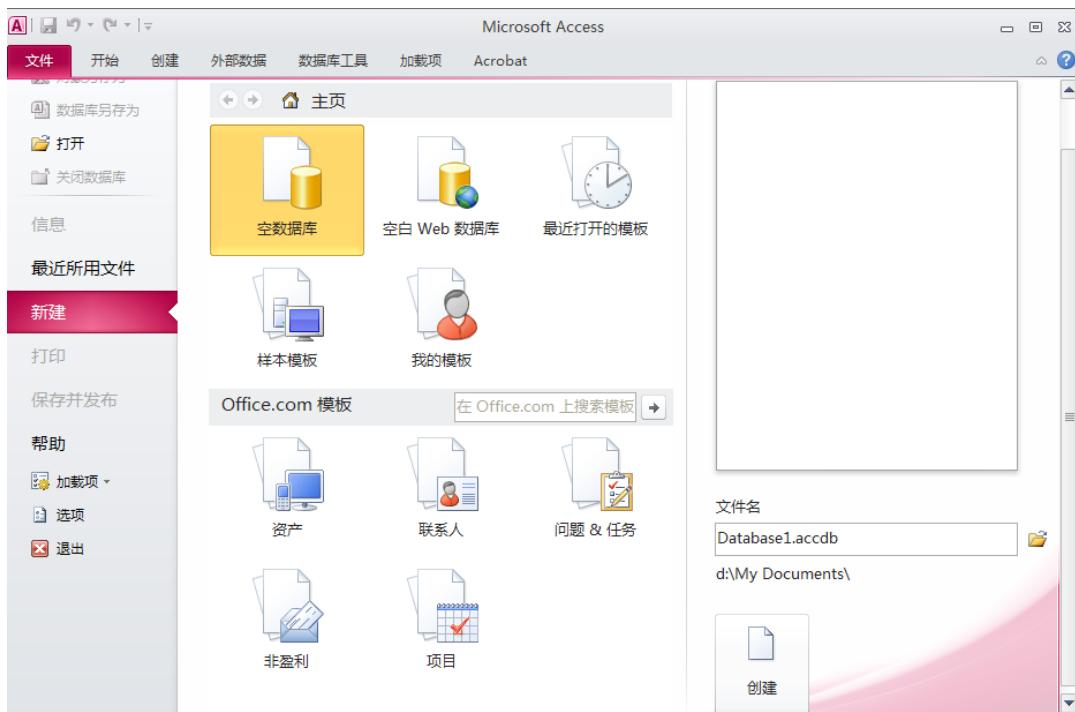 Microsoft Access
文件 开始 创建 外部数据 数据库工具 加载项 Acrobat
数据库另存为
打开
关闭数据库
信息
最近所用文件
新建
打印
保存并发布
帮助
加载项
选项
退出
主页
空数据库 空白 Web 数据库 最近打开的模板
样本模板 我的模板
Office.com 模板 在 Office.com 上搜索模板
资产 联系人 问题 & 任务
非盈利 项目
文件名
Database1.accdb
d:\My Documents\
创建